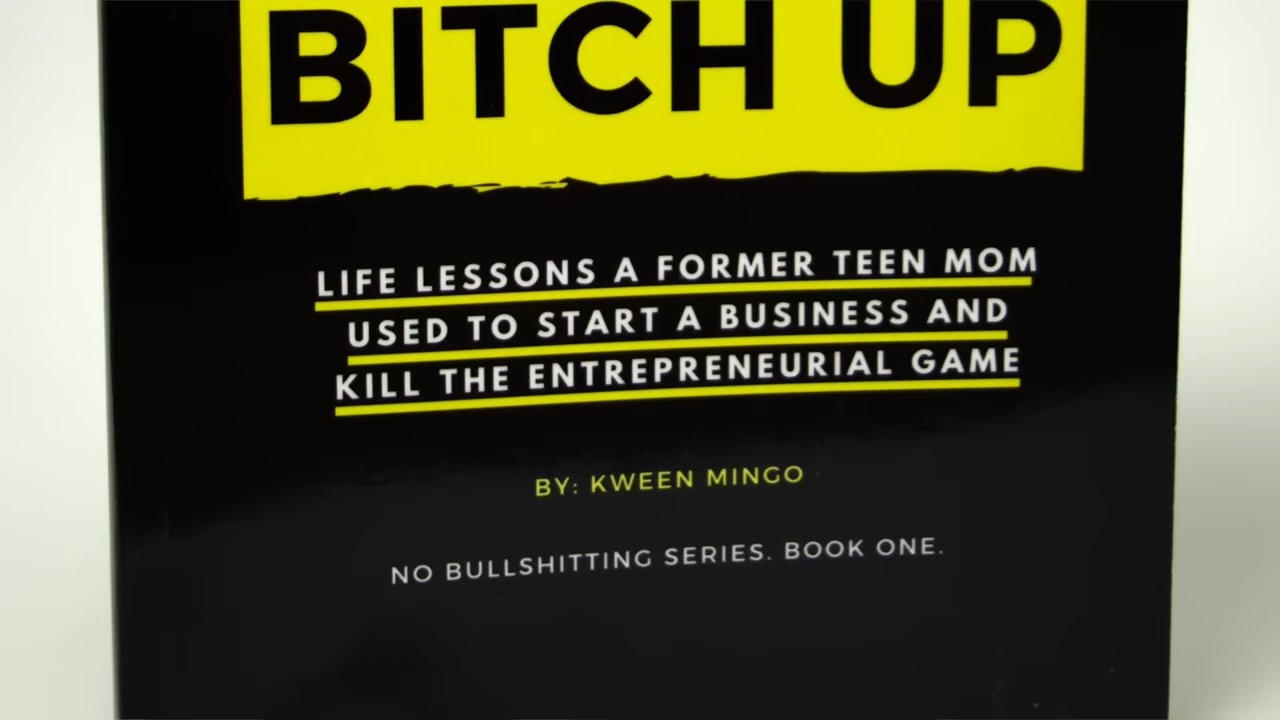 BITCH UP
LIFE LESSONS A FORMER TEEN MOM
USED TO START A BUSINESS AND
KILL THE ENTREPRENEURIAL GAME
BY: KWEEN MINGO
NO BULLSHITTING SERIES. BOOK ONE.